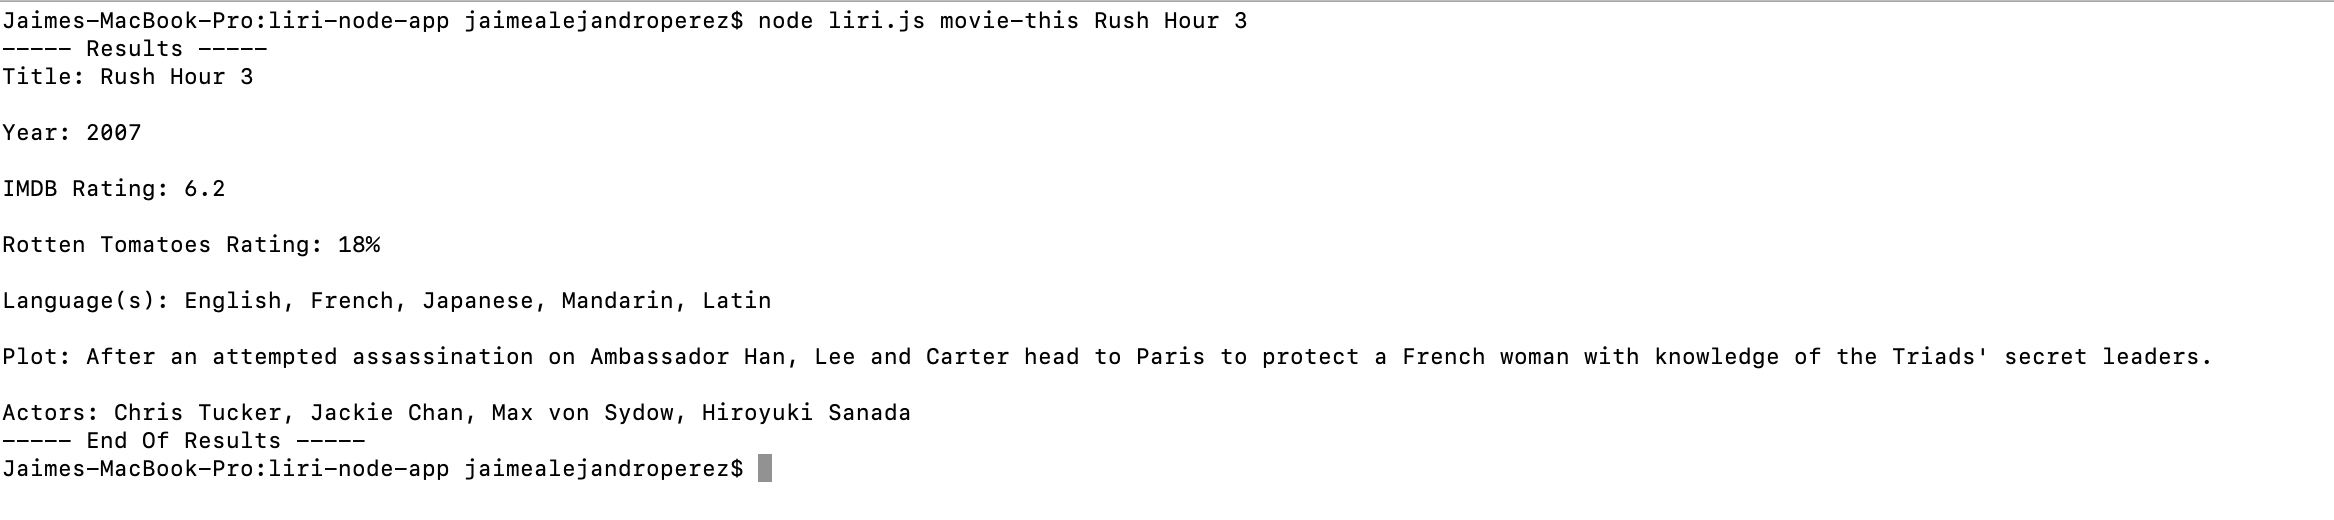 Jaimes-MacBook-Pro:liri-node-app jaimealejandroperez$ node liri.js movie-this Rush Hour 3
----- Results -----
Title: Rush Hour 3
Year: 2007
IMDB Rating: 6.2
Rotten Tomatoes Rating: 18%
Language(s): English, French, Japanese, Mandarin, Latin
Plot: After an attempted assassination on Ambassador Han, Lee and Carter head to Paris to protect a French woman with knowledge of the Triads' secret leaders.
Actors: Chris Tucker, Jackie Chan, Max von Sydow, Hiroyuki Sanada
----- End Of Results -----
Jaimes-MacBook-Pro:liri-node-app jaimealejandroperez$